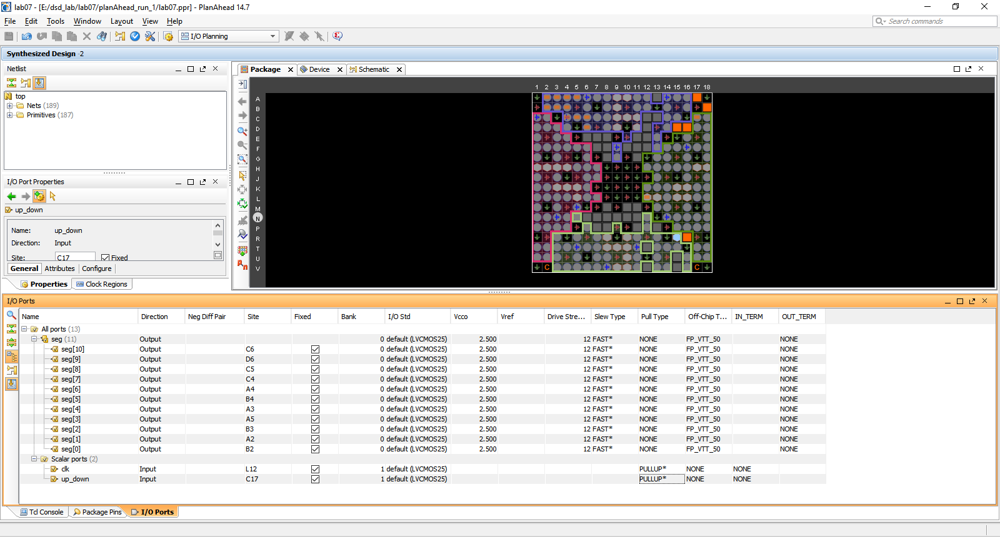 lab07 - [E:/dsd_lab/lab07/planAhead_run_1/lab07.ppr] - PlanAhead 14.7
File Edit Tools Window Layout View Help
Search commands
I/O Planning
Synthesized Design -2
Netlist
top
Nets (189)
Primitives (187)
I/O Port Properties
up_down
Name: up_down
Direction: Input
Site: C17 Fixed
General Attributes Configure
Properties Clock Regions
Package Device Schematic
1 2 3 4 5 6 7 8 9 10 11 12 13 14 15 16 17 18
A
B
C
D
E
F
G
H
J
K
L
M
N
P
R
T
U
V C C
I/O Ports
Name Direction Neg Diff Pair Site Fixed Bank I/O Std Vcco Vref Drive Stre... Slew Type Pull Type Off-Chip T... IN_TERM OUT_TERM
All ports (13)
seg (11) Output 0 default (LVCMOS25) 2.500 12 FAST* NONE FP_VTT_50 NONE
seg[10] Output C6 0 default (LVCMOS25) 2.500 12 FAST* NONE FP_VTT_50 NONE
seg[9] Output D6 0 default (LVCMOS25) 2.500 12 FAST* NONE FP_VTT_50 NONE
seg[8] Output C5 0 default (LVCMOS25) 2.500 12 FAST* NONE FP_VTT_50 NONE
seg[7] Output C4 0 default (LVCMOS25) 2.500 12 FAST* NONE FP_VTT_50 NONE
seg[6] Output A4 0 default (LVCMOS25) 2.500 12 FAST* NONE FP_VTT_50 NONE
seg[5] Output B4 0 default (LVCMOS25) 2.500 12 FAST* NONE FP_VTT_50 NONE
seg[4] Output A3 0 default (LVCMOS25) 2.500 12 FAST* NONE FP_VTT_50 NONE
seg[3] Output A5 0 default (LVCMOS25) 2.500 12 FAST* NONE FP_VTT_50 NONE
seg[2] Output B3 0 default (LVCMOS25) 2.500 12 FAST* NONE FP_VTT_50 NONE
seg[1] Output A2 0 default (LVCMOS25) 2.500 12 FAST* NONE FP_VTT_50 NONE
seg[0] Output B2 0 default (LVCMOS25) 2.500 12 FAST* NONE FP_VTT_50 NONE
Scalar ports (2)
clk Input L12 1 default (LVCMOS25) PULLUP* NONE NONE
up_down Input C17 1 default (LVCMOS25) PULLUP* NONE NONE
Tcl Console Package Pins I/O Ports